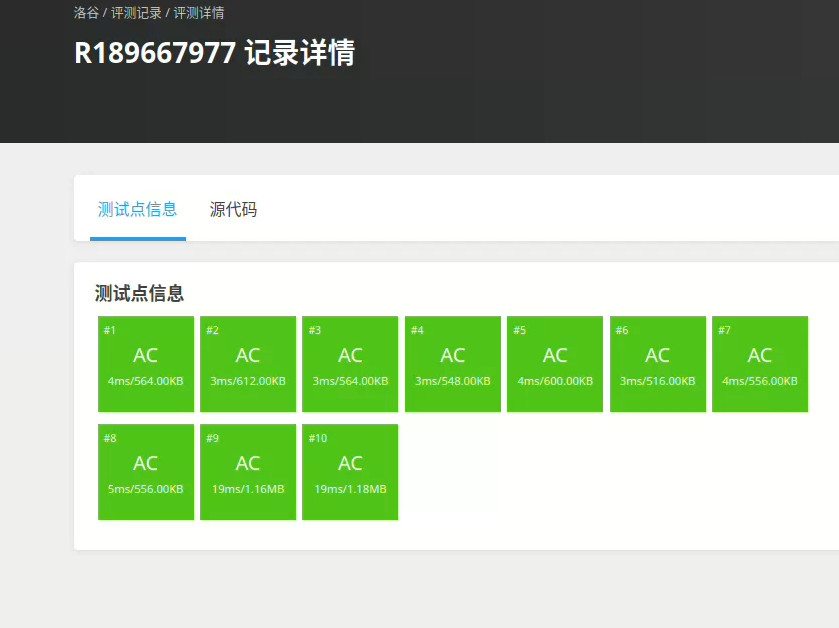 洛谷 / 评测记录 / 评测详情
R189667977 记录详情
测试点信息 源代码
测试点信息
#1 #2 #3 #4 #5 #6 #7
AC AC AC AC AC AC AC
4ms/564.00KB 3ms/612.00KB 3ms/564.00KB 3ms/548.00KB 4ms/600.00KB 3ms/516.00KB 4ms/556.00KB
#8 #9 #10
AC AC AC
5ms/556.00KB 19ms/1.16MB 19ms/1.18MB